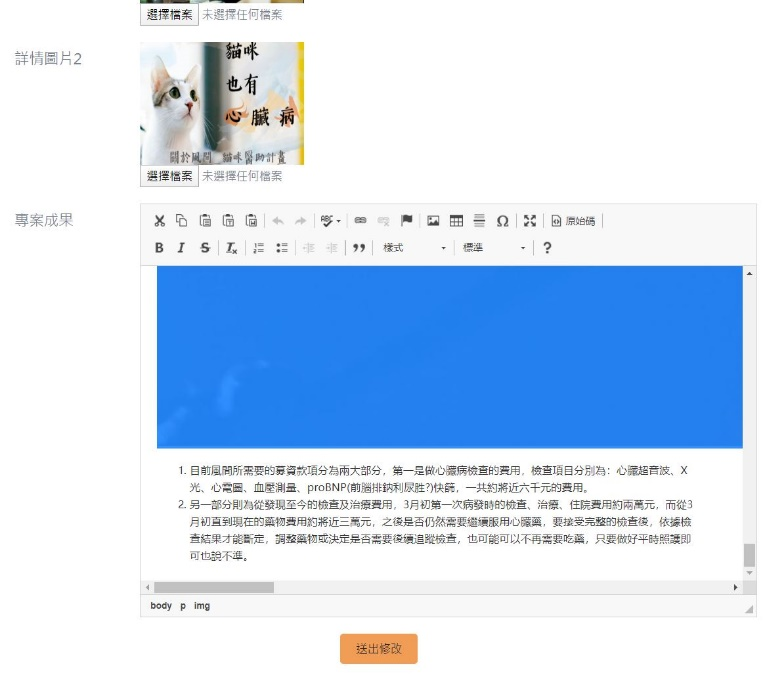 選擇檔案 未選擇任何檔案
詳情圖片2
貓咪
也有
心臟病
關於風間 貓咪醫助計畫
選擇檔案 未選擇任何檔案
專案成果
ABC
原始碼
B I S Tx
樣式 標準 ?
1. 目前風間所需要的募資款項分為兩大部分，第一是做心臟病檢查的費用，檢查項目分別為：心臟超音波、X
光、心電圖、血壓測量、proBNP(前腦排鈉利尿胜?)快篩，一共約將近六千元的費用。
2. 另一部分則為從發現至今的檢查及治療費用，3月初第一次病發時的檢查、治療、住院費用約兩萬元，而從3
月初直到現在的藥物費用約將近三萬元，之後是否仍然需要繼續服用心臟藥，要接受完整的檢查後，依據檢
查結果才能斷定，調整藥物或決定是否需要後續追蹤檢查，也可能可以不再需要吃藥，只要做好平時照護即
可也說不準。
body p img
送出修改